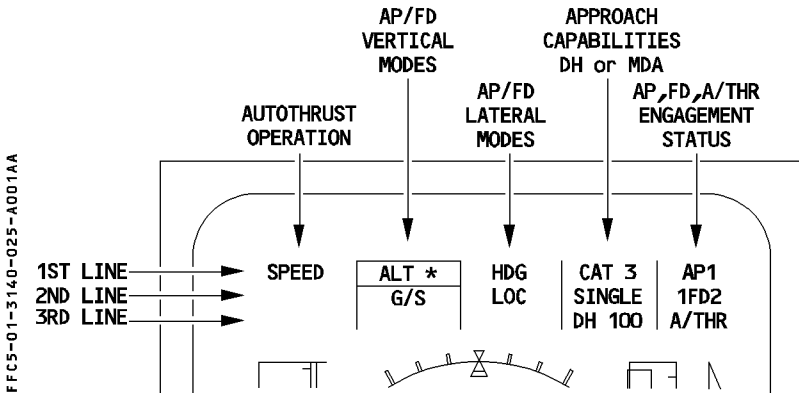 AP/FD
VERTICAL
MODES
APPROACH
CAPABILITIES
DH or MDA
AUTOTHRUST
OPERATION
AP/FD
LATERAL
MODES
AP,FD,A/THR
ENGAGEMENT
STATUS
FFC5-01-3140-025-A001AA
1ST LINE
2ND LINE
3RD LINE
SPEED
ALT *
HDG
CAT 3
AP1
G/S
LOC
SINGLE
1FD2
DH 100
A/THR